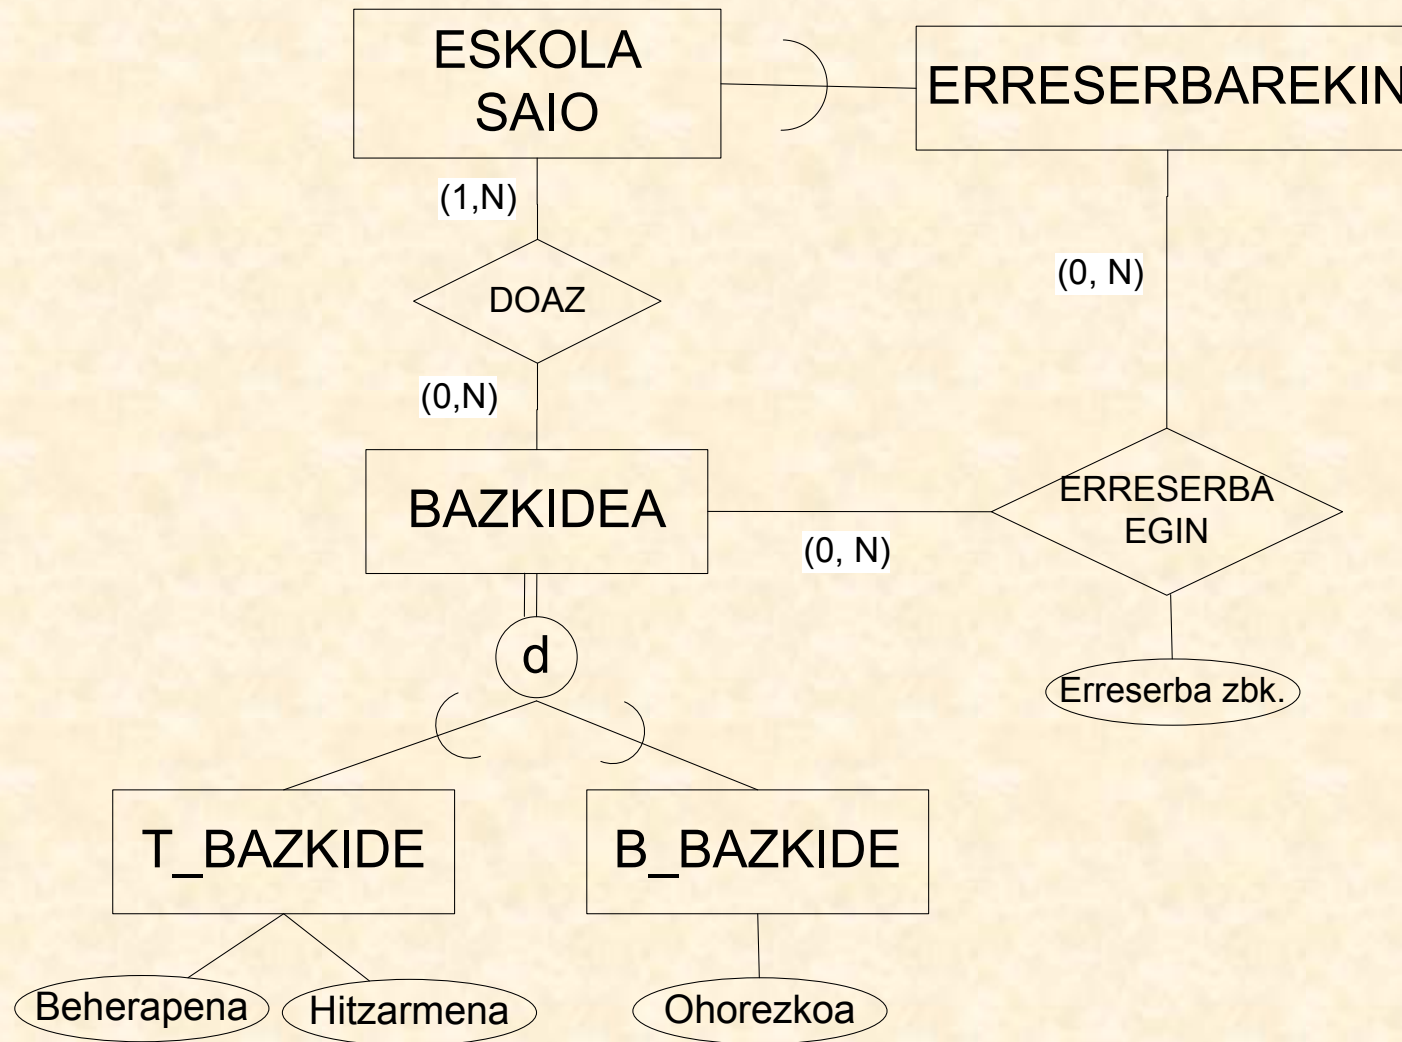 ESKOLA
SAIO
ERRESERBAREKIN
(1,N)
(0, N)
DOAZ
(0,N)
BAZKIDEA
ERRESERBA
EGIN
(0, N)
d
Erreserba zbk.
T_BAZKIDE
B_BAZKIDE
Beherapena
Hitzarmena
Ohorezkoa